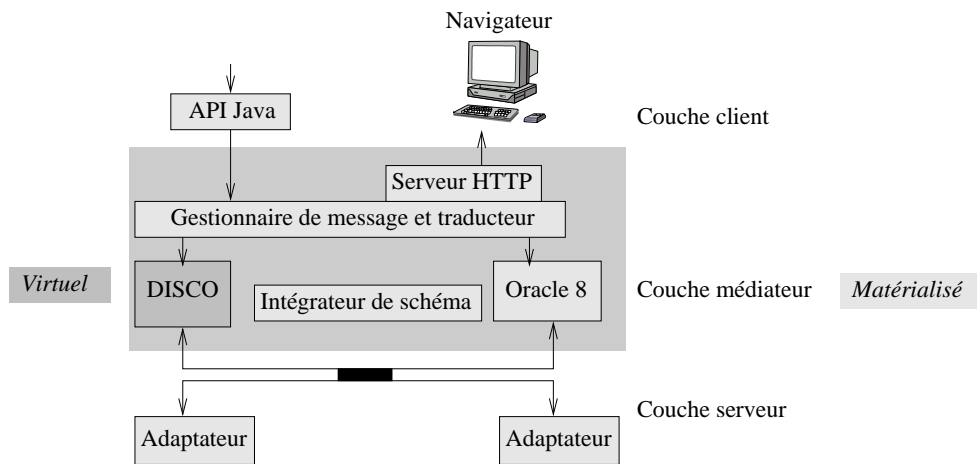 Navigateur
API Java
Couche client
Serveur HTTP
Gestionnaire de message et traducteur
Virtuel
DISCO
Intégrateur de schéma
Oracle 8
Couche médiateur
Matérialisé
Couche serveur
Adaptateur
Adaptateur